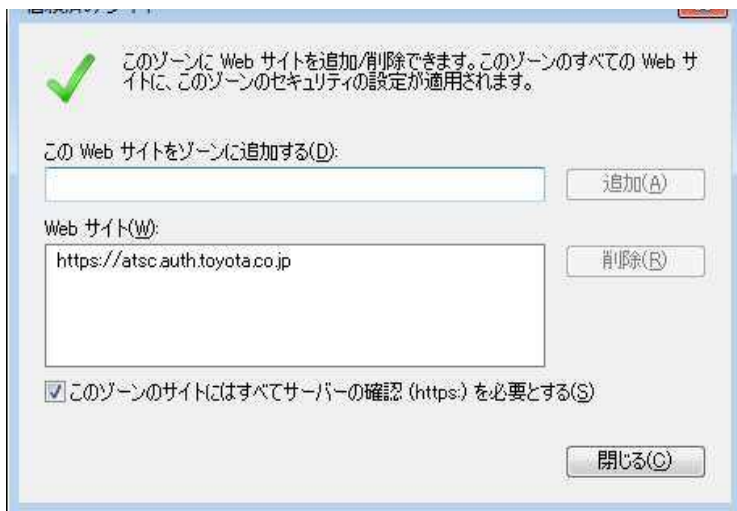 このゾーンに Web サイトを追加/削除できます。このゾーンのすべての Web サ
イトに、このゾーンのセキュリティの設定が適用されます。
この Web サイトをゾーンに追加する(D):
追加(A)
Web サイト(W):
https://atsc.auth.toyota.co.jp
削除(R)
このゾーンのサイトにはすべてサーバーの確認 (https:) を必要とする(S)
閉じる(C)